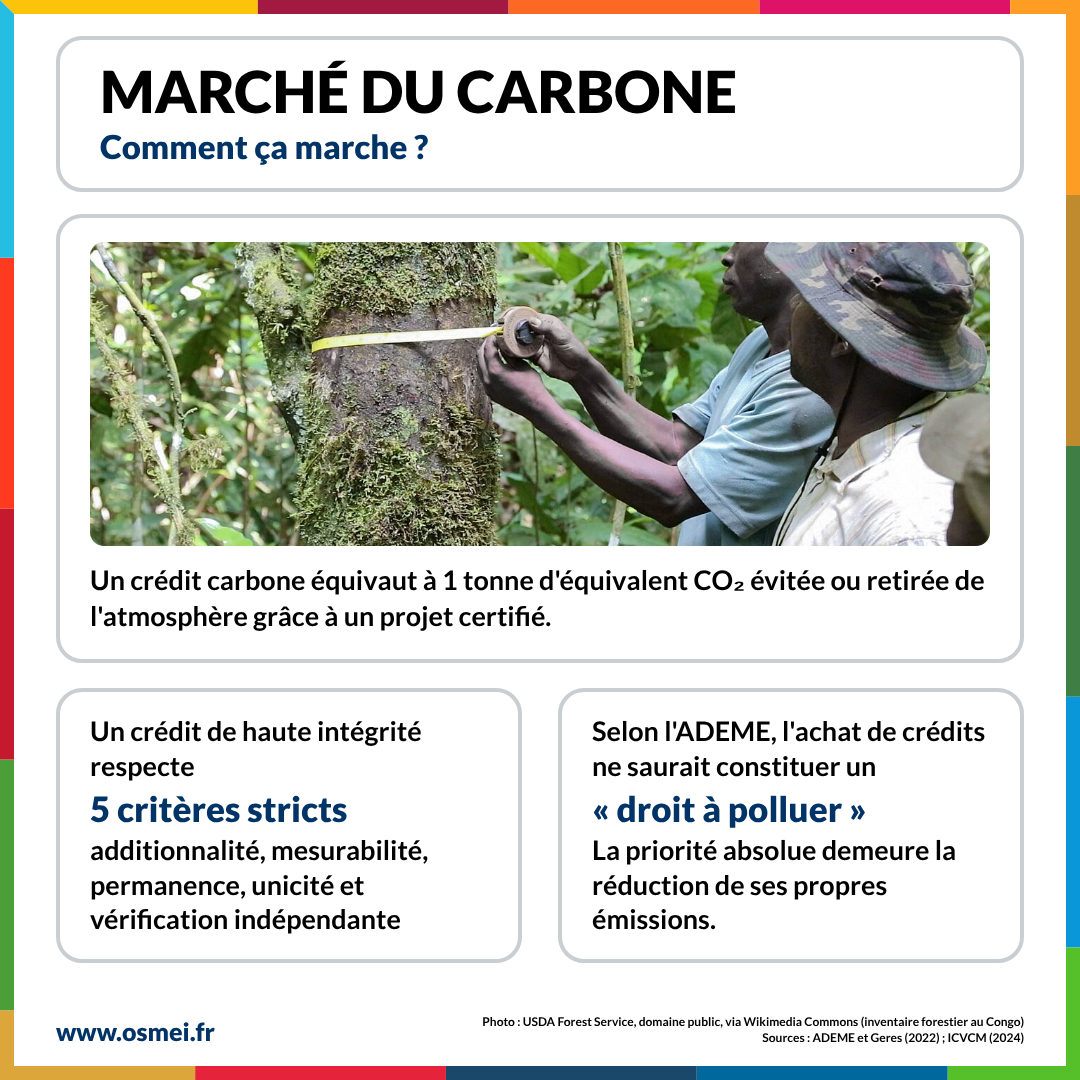 MARCHÉ DU CARBONE
Comment ça marche ?
Un crédit carbone équivaut à 1 tonne d'équivalent CO₂ évitée ou retirée de
l'atmosphère grâce à un projet certifié.
Un crédit de haute intégrité
respecte
5 critères stricts
additionnalité, mesurabilité,
permanence, unicité et
vérification indépendante
Selon l'ADEME, l'achat de crédits
ne saurait constituer un
« droit à polluer »
La priorité absolue demeure la
réduction de ses propres
émissions.
www.osmei.fr
Photo : USDA Forest Service, domaine public, via Wikimedia Commons (inventaire forestier au Congo)
Sources : ADEME et Geres (2022) ; ICVCM (2024)